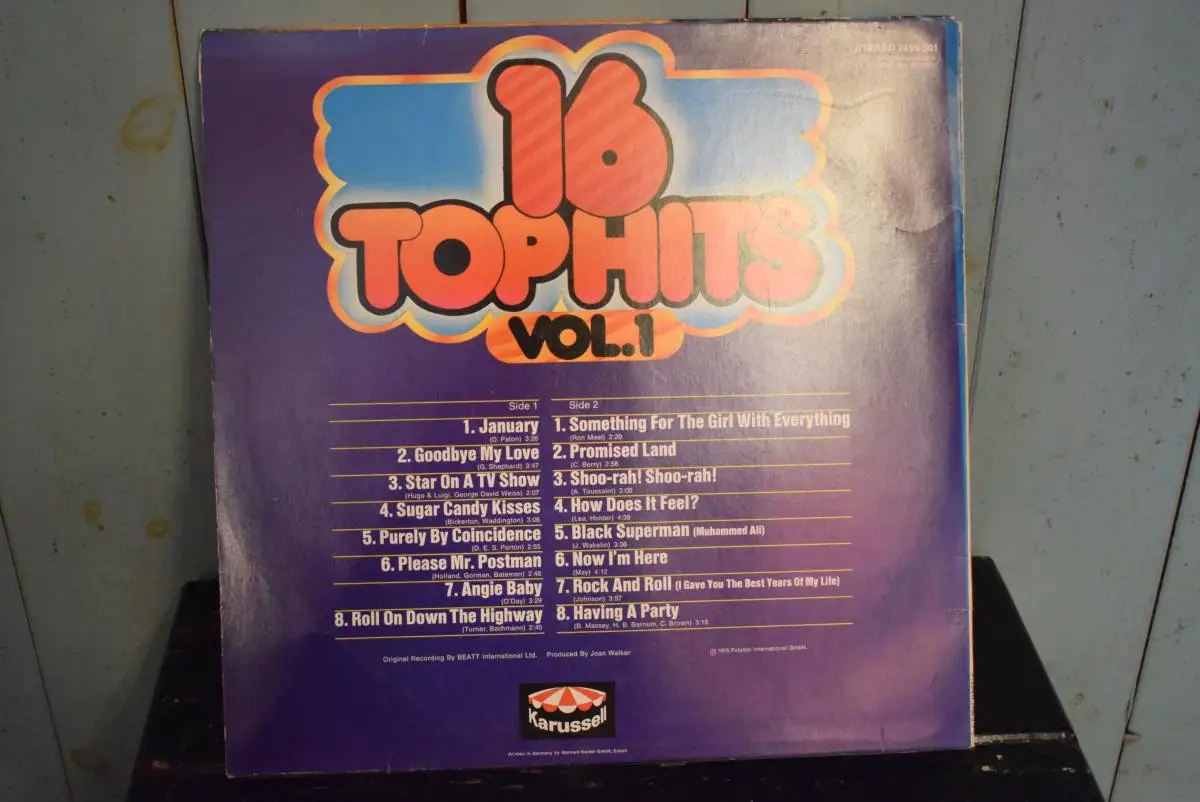 STEREO 2495 301
16
TOP HITS
VOL.1
Side 1
1. January
(D. Paton) 3:26
2. Goodbye My Love
(G. Shephard) 3:47
3. Star On A TV Show
(Hugo & Luigi, George David Weiss) 2:07
4. Sugar Candy Kisses
(Bickerton, Waddington) 3:06
5. Purely By Coincidence
(D. E. S. Parton) 2:55
6. Please Mr. Postman
(Holland, Gorman, Bateman) 2:48
7. Angie Baby
(O'Day) 3:29
8. Roll On Down The Highway
(Turner, Bachmann) 2:40
Side 2
1. Something For The Girl With Everything
(Ron Mael) 2:20
2. Promised Land
(C. Berry) 2:58
3. Shoo-rah! Shoo-rah!
(A. Toussaint) 3:00
4. How Does It Feel?
(Lea, Holder) 4:38
5. Black Superman (Muhammed Ali)
(J. Wakelin) 3:36
6. Now I'm Here
(May) 4:12
7. Rock And Roll (I Gave You The Best Years Of My Life)
(Johnson) 3:57
8. Having A Party
(B. Massey, H. B. Barnum, C. Brown) 3:18
Original Recording By BEATT International Ltd. Produced By Joan Walker
Ⓟ 1975 Polydor International GmbH.
Karussell
Printed in Germany by Gerhard Kaiser GmbH, Essen